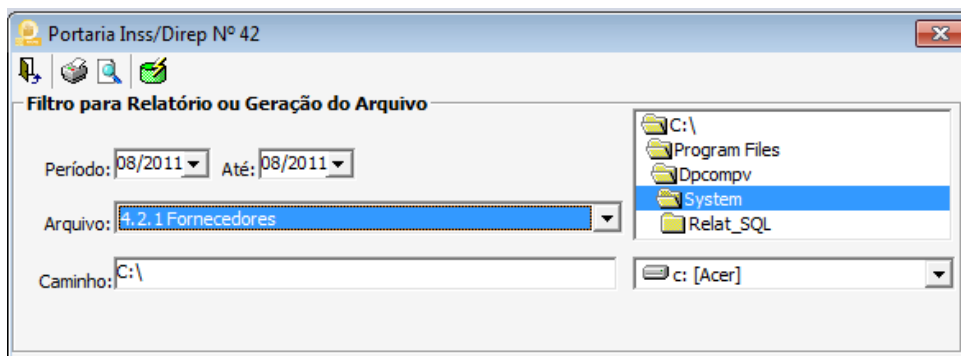 Portaria Inss/Direp Nº 42
Filtro para Relatório ou Geração do Arquivo
Período: 08/2011 Até: 08/2011
Arquivo: 4.2.1 Fornecedores
Caminho: C:\
C:\
Program Files
Dpcompv
System
Relat_SQL
c: [Acer]